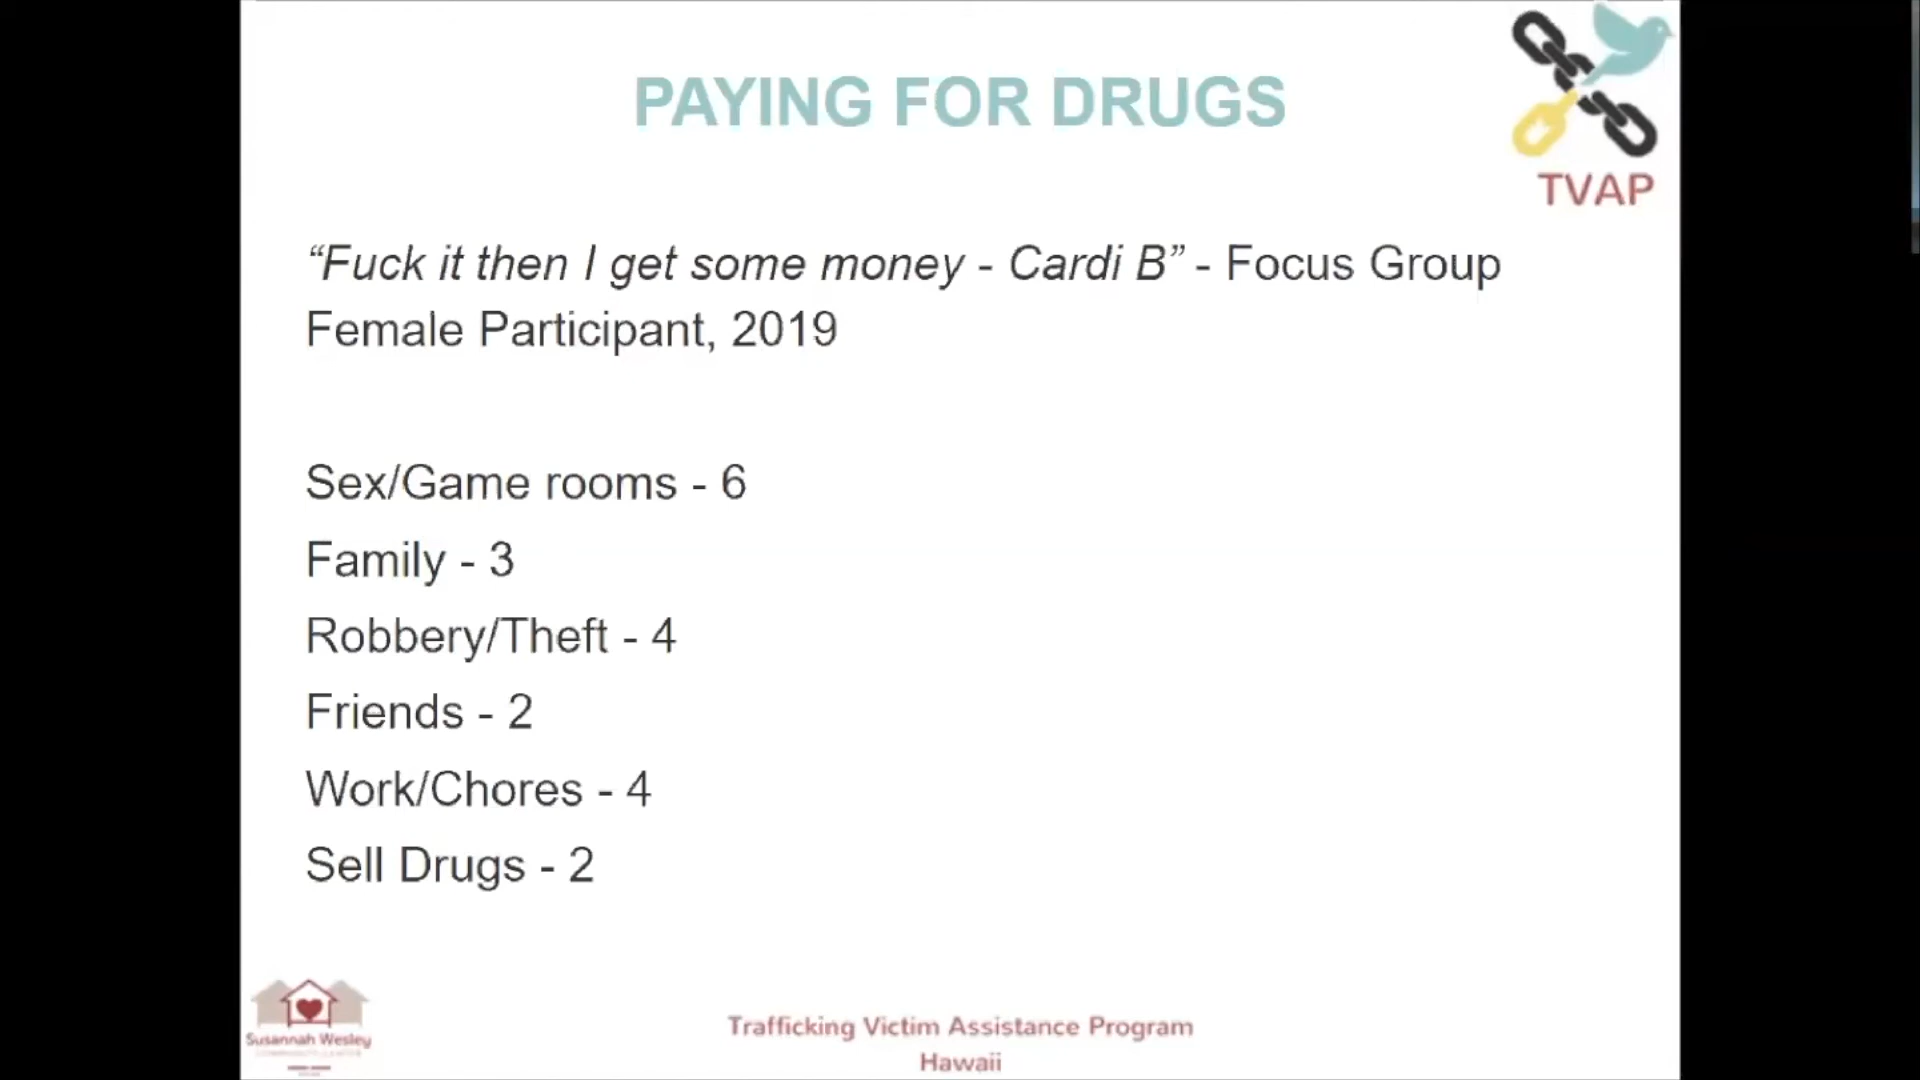 PAYING FOR DRUGS
TVAP
“Fuck it then I get some money - Cardi B” - Focus Group
Female Participant, 2019
Sex/Game rooms - 6
Family - 3
Robbery/Theft - 4
Friends - 2
Work/Chores - 4
Sell Drugs - 2
Susannah Wesley
COMMUNITY CENTER
Trafficking Victim Assistance Program
Hawaii